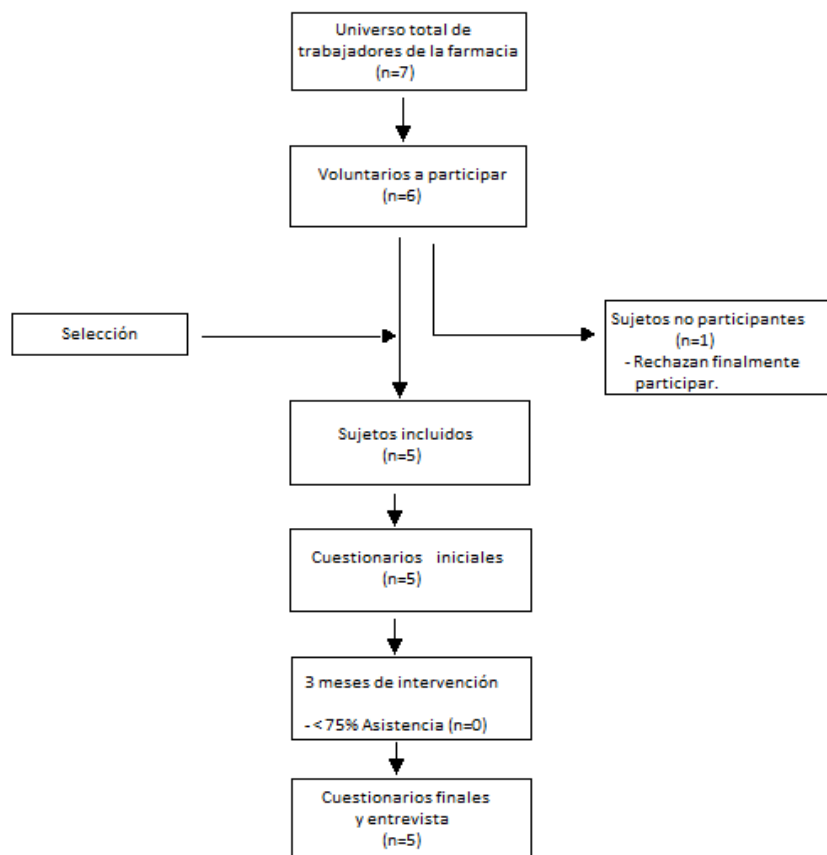 Universo total de
trabajadores de la farmacia
(n=7)
Voluntarios a participar
(n=6)
Selección
Sujetos no participantes
(n=1)
- Rechazan finalmente
participar.
Sujetos incluidos
(n=5)
Cuestionarios iniciales
(n=5)
3 meses de intervención
- < 75% Asistencia (n=0)
Cuestionarios finales
y entrevista
(n=5)